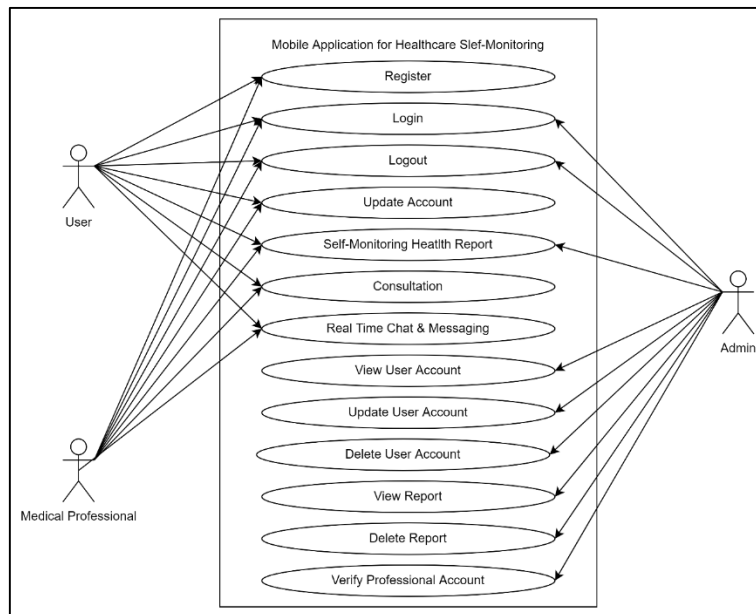 Mobile Application for Healthcare Slef-Monitoring
Register
Login
Logout
Update Account
User
Self-Monitoring Heatlth Report
Consultation
Admin
Real Time Chat & Messaging
View User Account
Update User Account
Delete User Account
Medical Professional
View Report
Delete Report
Verify Professional Account